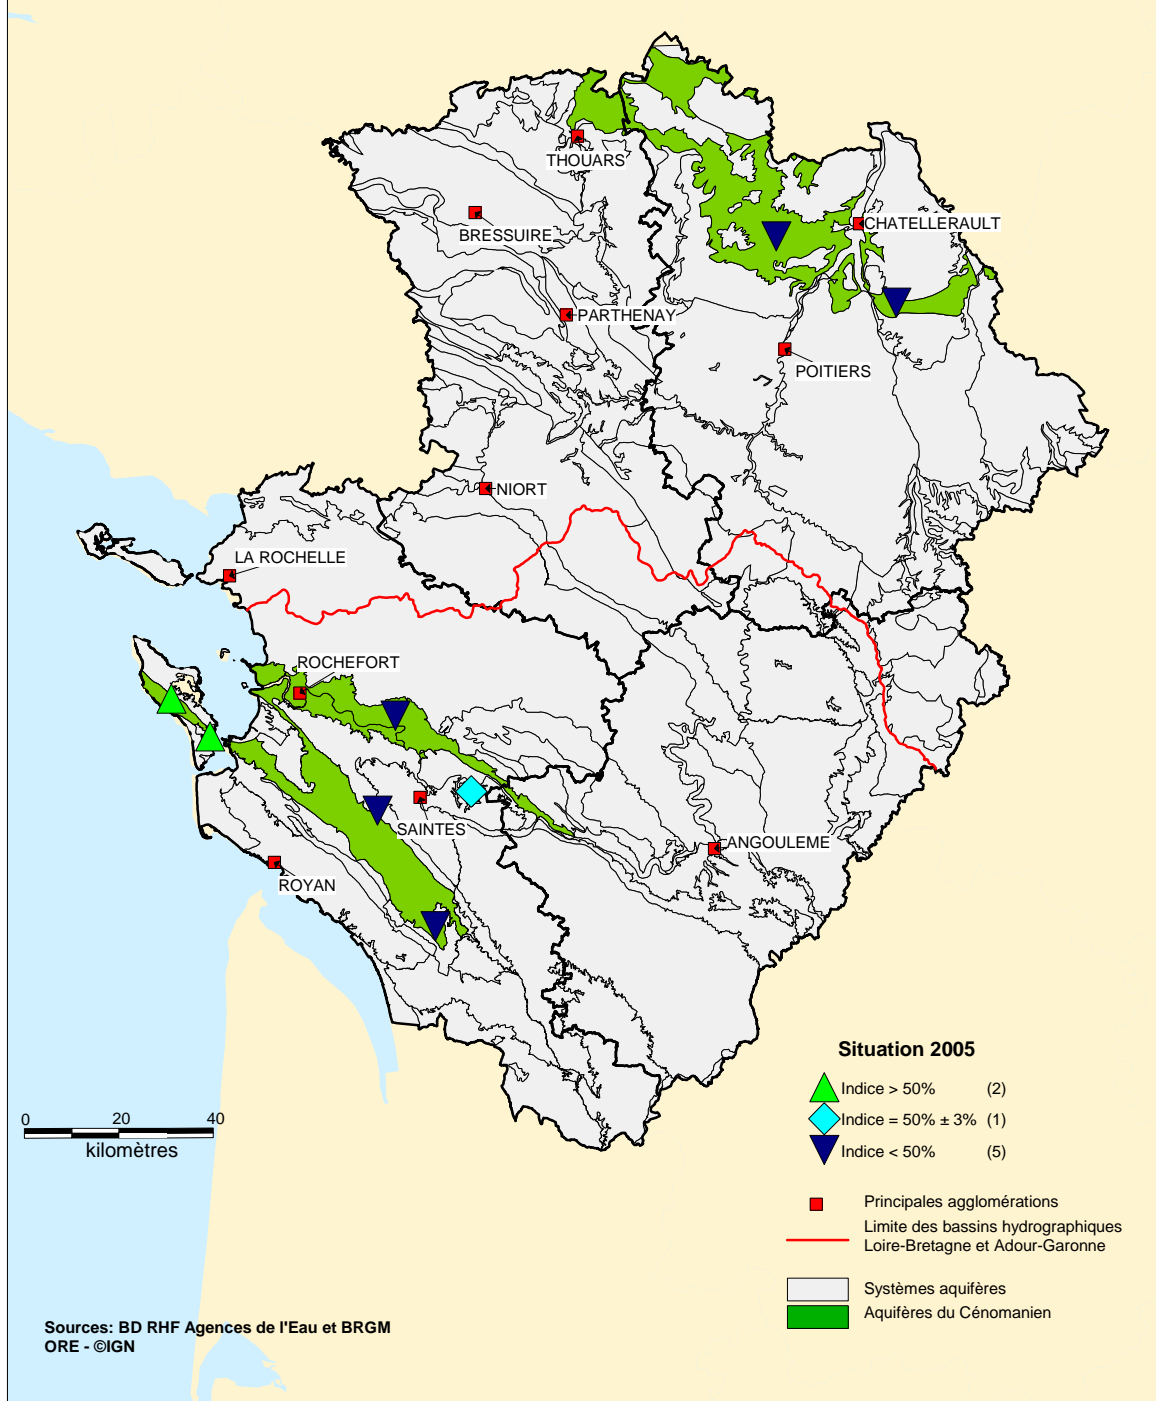 THOUARS
BRESSUIRE
CHATELLERAULT
PARTHENAY
POITIERS
NIORT
LA ROCHELLE
ROCHEFORT
SAINTES
ANGOULEME
ROYAN
Situation 2005
Indice > 50% (2)
Indice = 50% ± 3% (1)
Indice < 50% (5)
0 20 40
kilomètres
Principales agglomérations
Limite des bassins hydrographiques
Loire-Bretagne et Adour-Garonne
Systèmes aquifères
Aquifères du Cénomanien
Sources: BD RHF Agences de l'Eau et BRGM
ORE - ©IGN